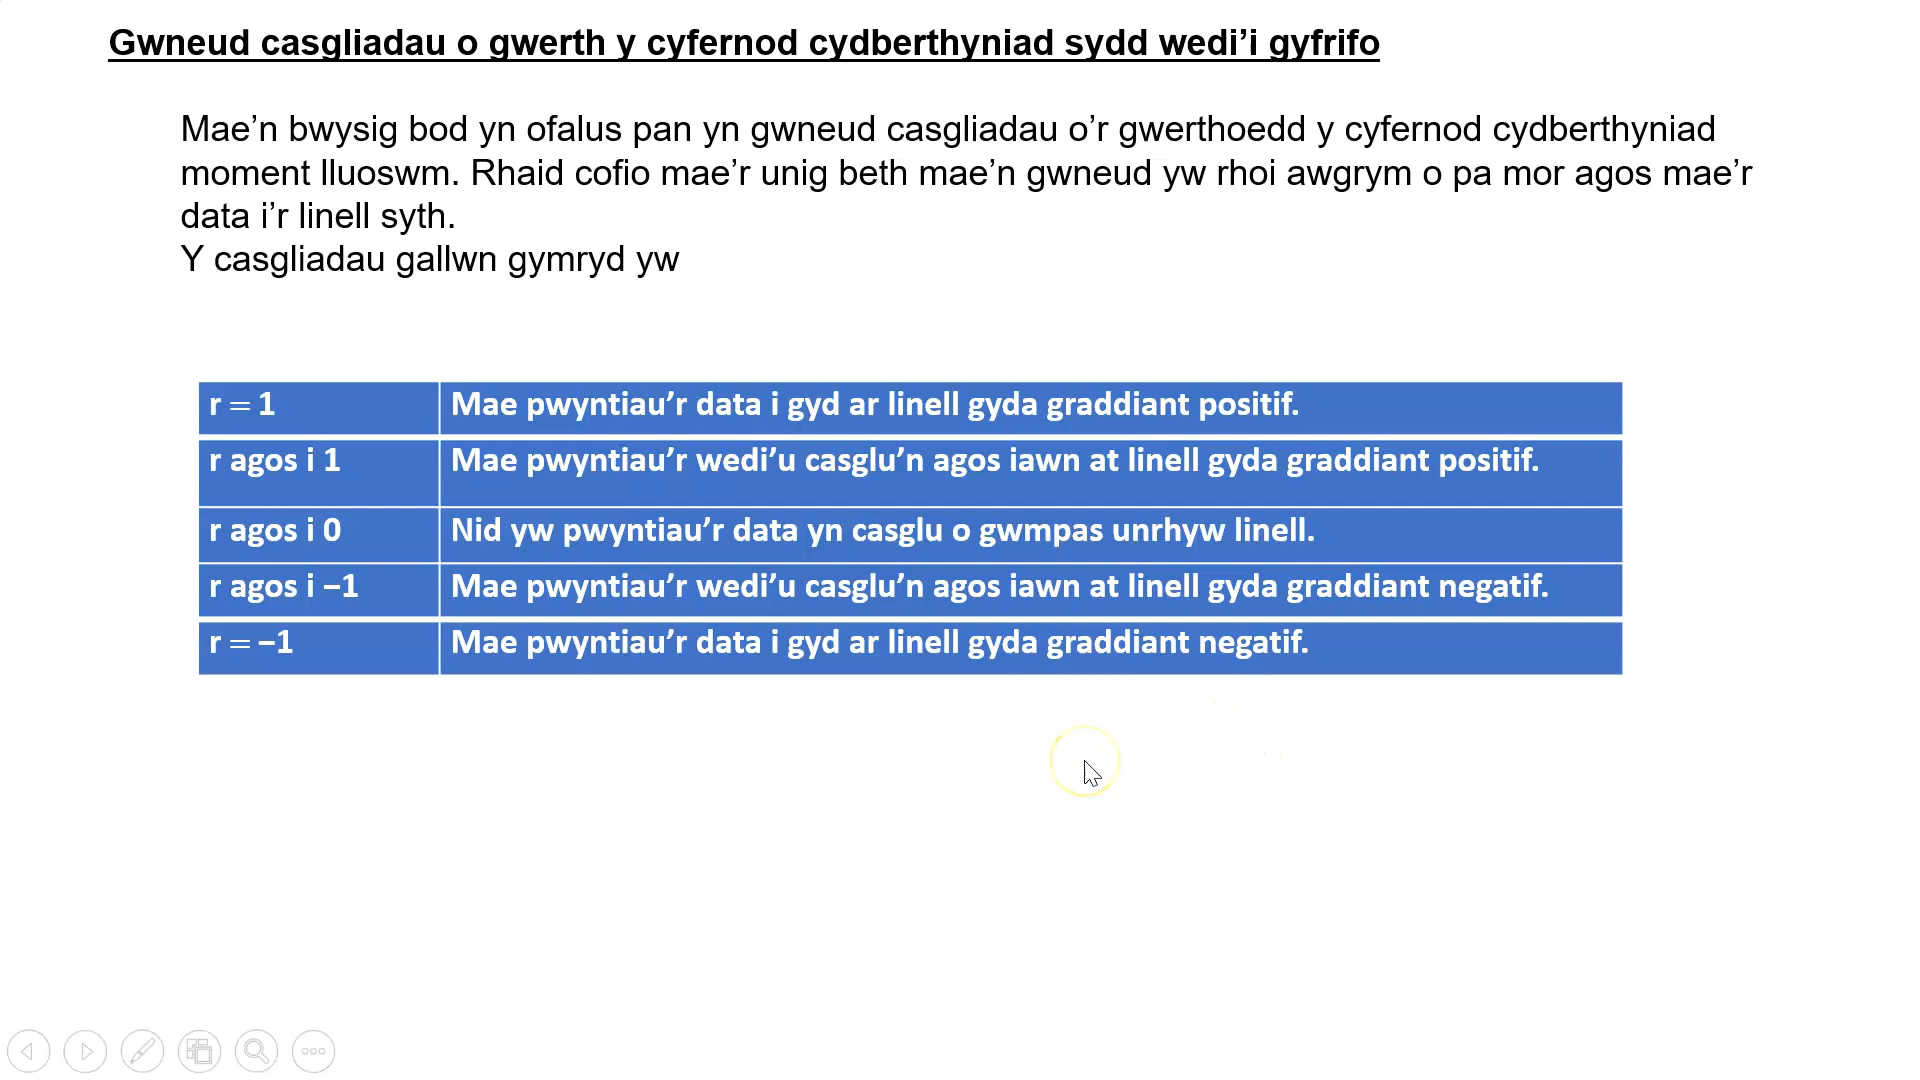 Gwneud casgliadau o gwerth y cyfernod cydberthyniad sydd wedi’i gyfrifo
Mae’n bwysig bod yn ofalus pan yn gwneud casgliadau o’r gwerthoedd y cyfernod cydberthyniad
moment lluoswm. Rhaid cofio mae’r unig beth mae’n gwneud yw rhoi awgrym o pa mor agos mae’r
data i’r linell syth.
Y casgliadau gallwn gymryd yw
r = 1 Mae pwyntiau’r data i gyd ar linell gyda graddiant positif.
r agos i 1 Mae pwyntiau’r wedi’u casglu’n agos iawn at linell gyda graddiant positif.
r agos i 0 Nid yw pwyntiau’r data yn casglu o gwmpas unrhyw linell.
r agos i −1 Mae pwyntiau’r wedi’u casglu’n agos iawn at linell gyda graddiant negatif.
r = −1 Mae pwyntiau’r data i gyd ar linell gyda graddiant negatif.